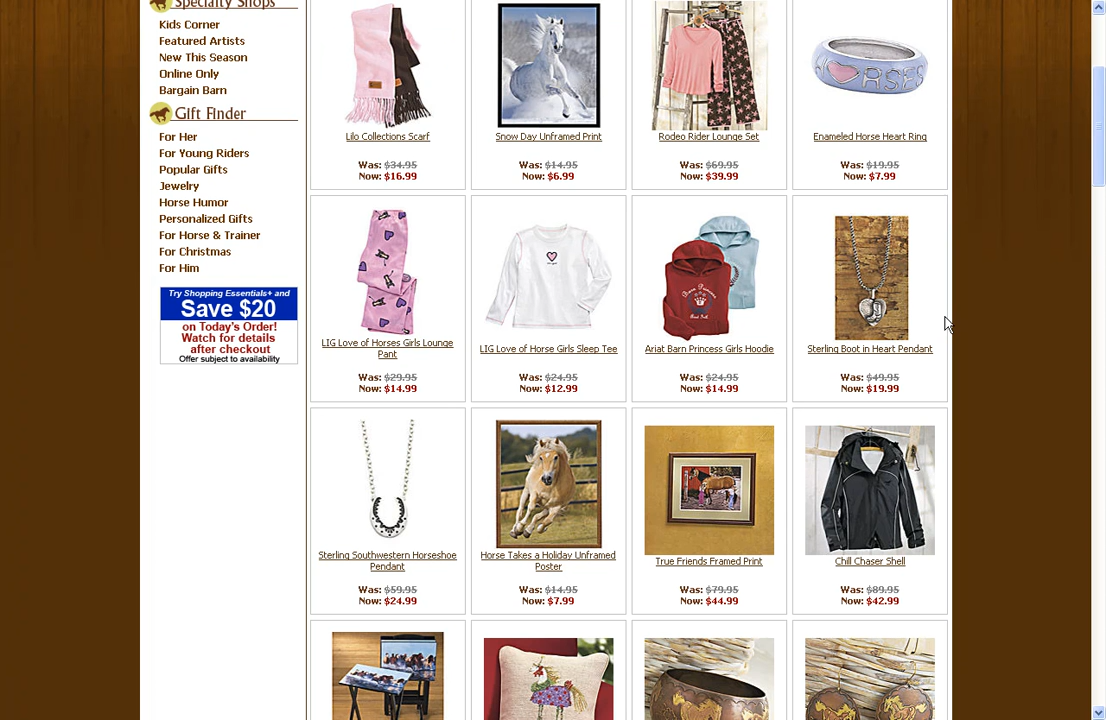 Specialty Shops
Kids Corner
Featured Artists
New This Season
Online Only
Bargain Barn
Gift Finder
For Her
For Young Riders
Popular Gifts
Jewelry
Horse Humor
Personalized Gifts
For Horse & Trainer
For Christmas
For Him
Try Shopping Essentials+ and
Save $20
on Today's Order!
Watch for details
after checkout
Offer subject to availability
Lilo Collections Scarf
Was: $34.95
Now: $16.99
Snow Day Unframed Print
Was: $14.95
Now: $6.99
Rodeo Rider Lounge Set
Was: $69.95
Now: $39.99
Enameled Horse Heart Ring
Was: $19.95
Now: $7.99
LIG Love of Horses Girls Lounge
Pant
Was: $29.95
Now: $14.99
LIG Love of Horse Girls Sleep Tee
Was: $24.95
Now: $12.99
Barn Princess
Ariat Barn Princess Girls Hoodie
Was: $24.95
Now: $14.99
Sterling Boot in Heart Pendant
Was: $49.95
Now: $19.99
Sterling Southwestern Horseshoe
Pendant
Was: $59.95
Now: $24.99
Horse Takes a Holiday Unframed
Poster
Was: $14.95
Now: $7.99
True Friends Framed Print
Was: $79.95
Now: $44.99
Chill Chaser Shell
Was: $89.95
Now: $42.99